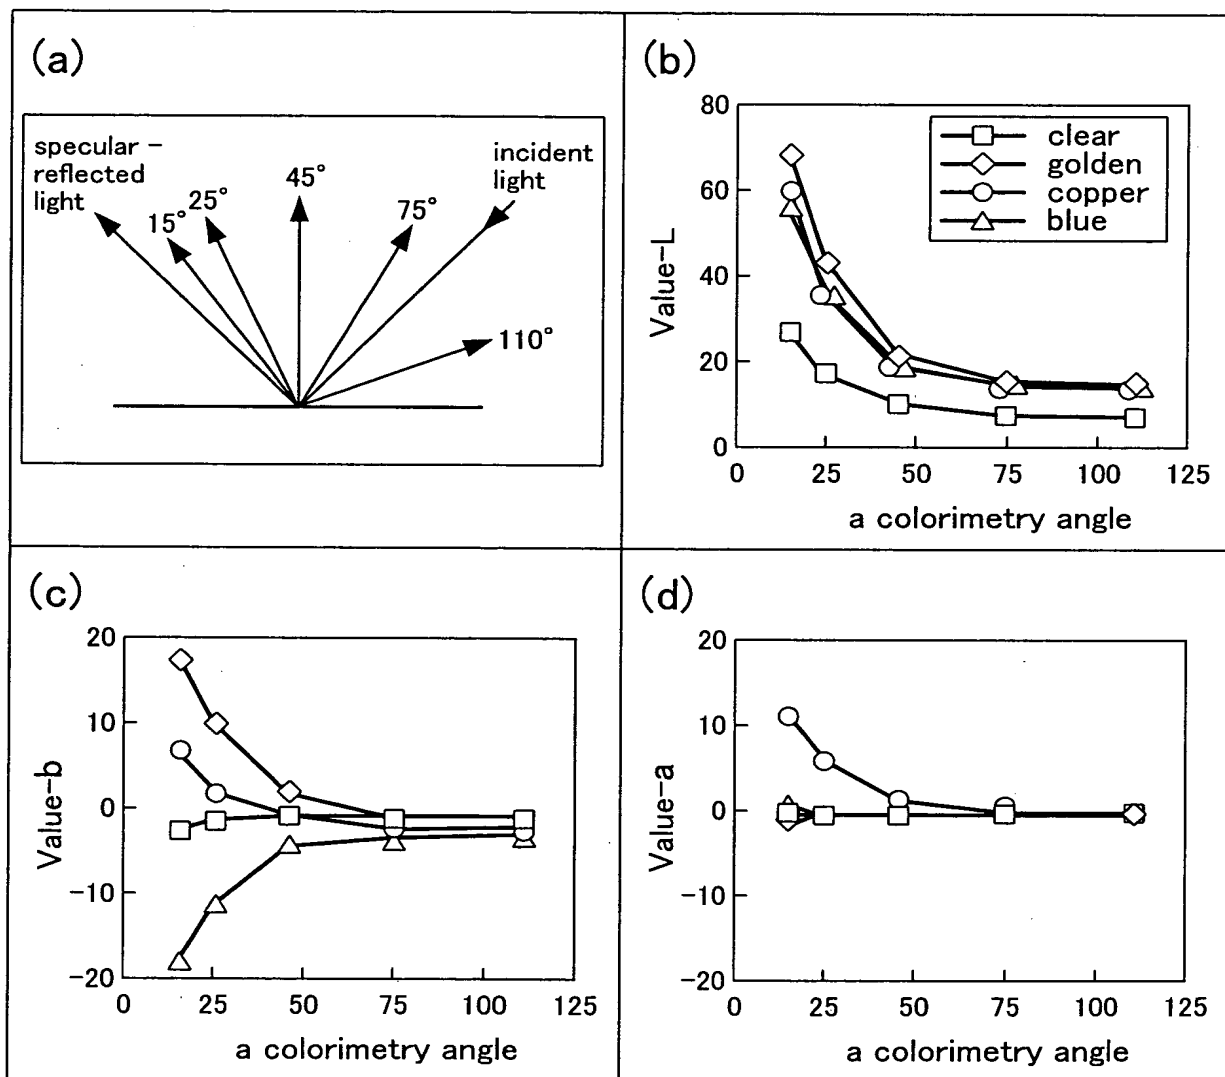 (a)
specular -
reflected
light
15°
25°
45°
75°
incident
light
110°
(b)
80
60
40
20
0
Value-L
clear
golden
copper
blue
0 25 50 75 100 125
a colorimetry angle
(c)
20
10
0
-10
-20
Value-b
0 25 50 75 100 125
a colorimetry angle
(d)
20
10
0
-10
-20
Value-a
0 25 50 75 100 125
a colorimetry angle